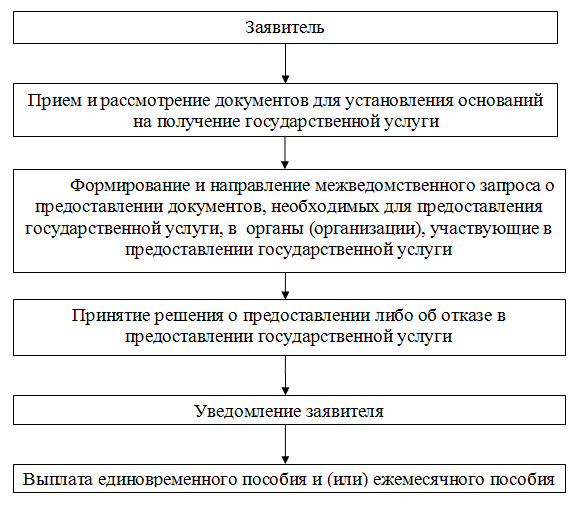 Заявитель
Прием и рассмотрение документов для установления оснований
на получение государственной услуги
Формирование и направление межведомственного запроса о
предоставлении документов, необходимых для предоставления
государственной услуги, в органы (организации), участвующие в
предоставлении государственной услуги
Принятие решения о предоставлении либо об отказе в
предоставлении государственной услуги
Уведомление заявителя
Выплата единовременного пособия и (или) ежемесячного пособия